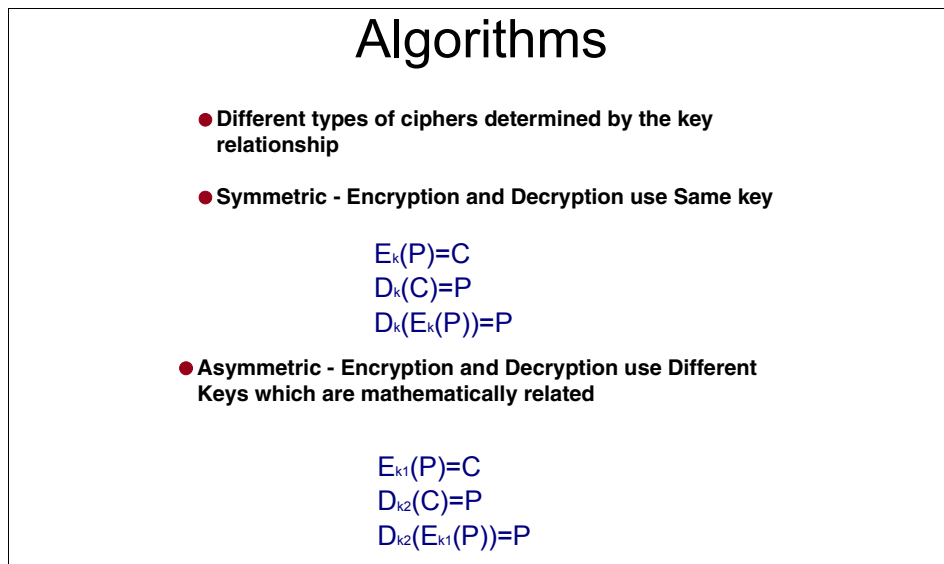 Algorithms
● Different types of ciphers determined by the key
relationship
● Symmetric - Encryption and Decryption use Same key
Eₖ(P)=C
Dₖ(C)=P
Dₖ(Eₖ(P))=P
● Asymmetric - Encryption and Decryption use Different
Keys which are mathematically related
Eₖ₁(P)=C
Dₖ₂(C)=P
Dₖ₂(Eₖ₁(P))=P